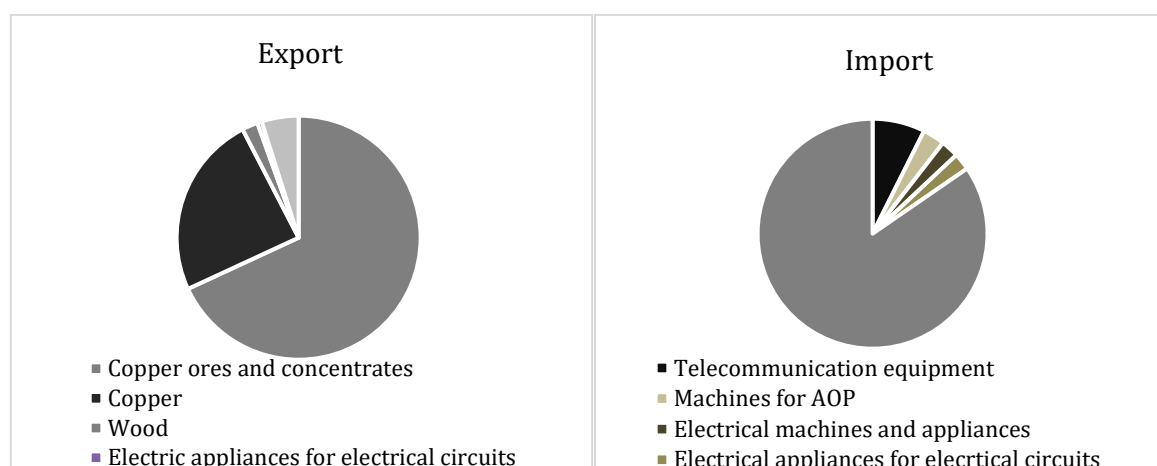 Export
Copper ores and concentrates
Copper
Wood
Electric appliances for electrical circuits
Import
Telecommunication equipment
Machines for AOP
Electrical machines and appliances
Electrical appliances for elecrtical circuits